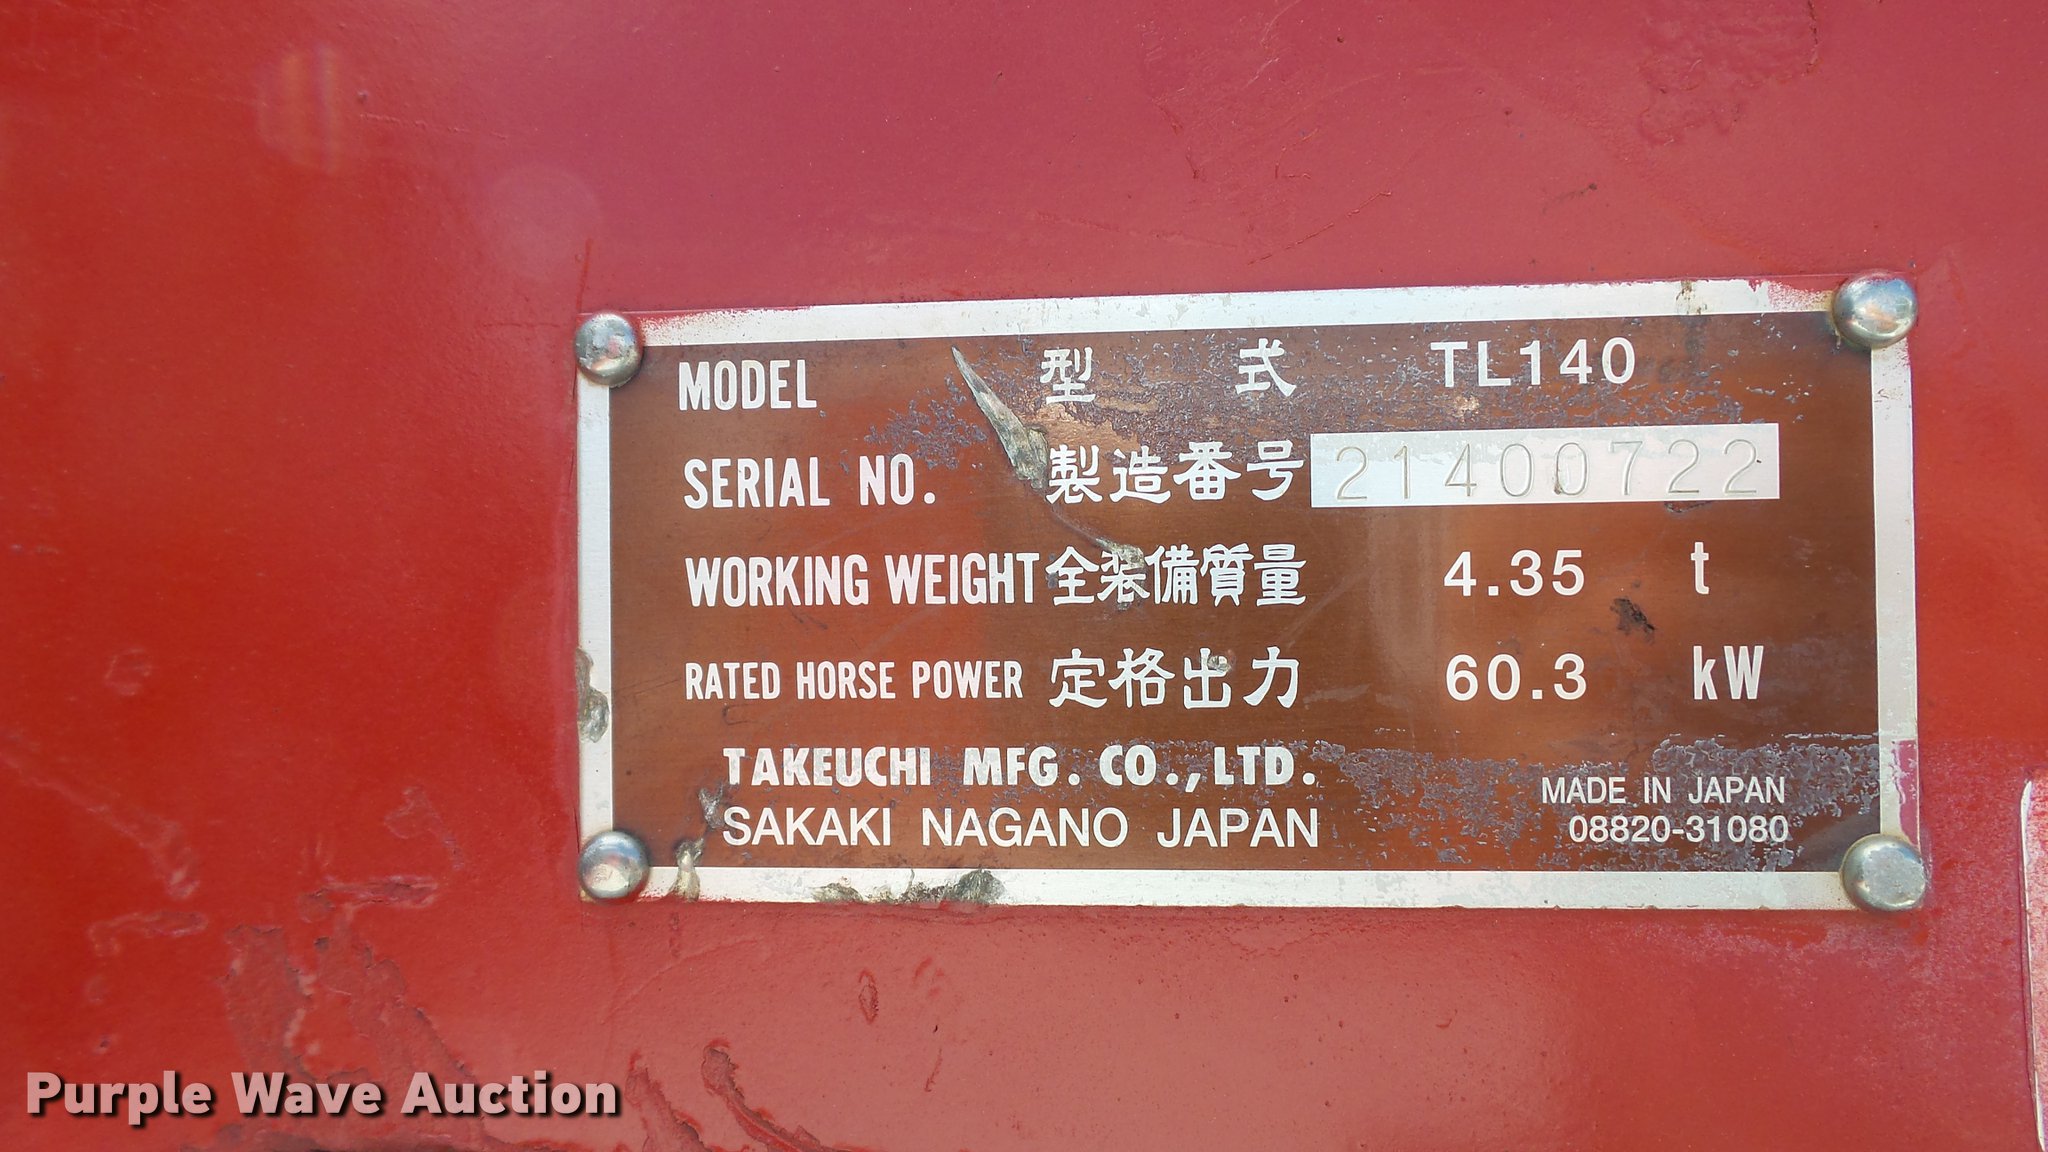 MODEL 型 式 TL140
SERIAL NO. 製造番号 21400722
WORKING WEIGHT 全装備質量 4.35 t
RATED HORSE POWER 定格出力 60.3 kW
TAKEUCHI MFG. CO., LTD.
SAKAKI NAGANO JAPAN
MADE IN JAPAN
08820-31080
Purple Wave Auction